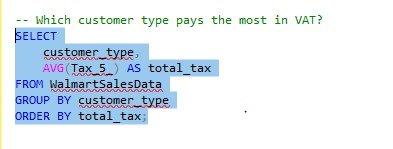 -- Which customer type pays the most in VAT?
SELECT
customer_type,
AVG(Tax_5_) AS total_tax
FROM WalmartSalesData
GROUP BY customer_type
ORDER BY total_tax;